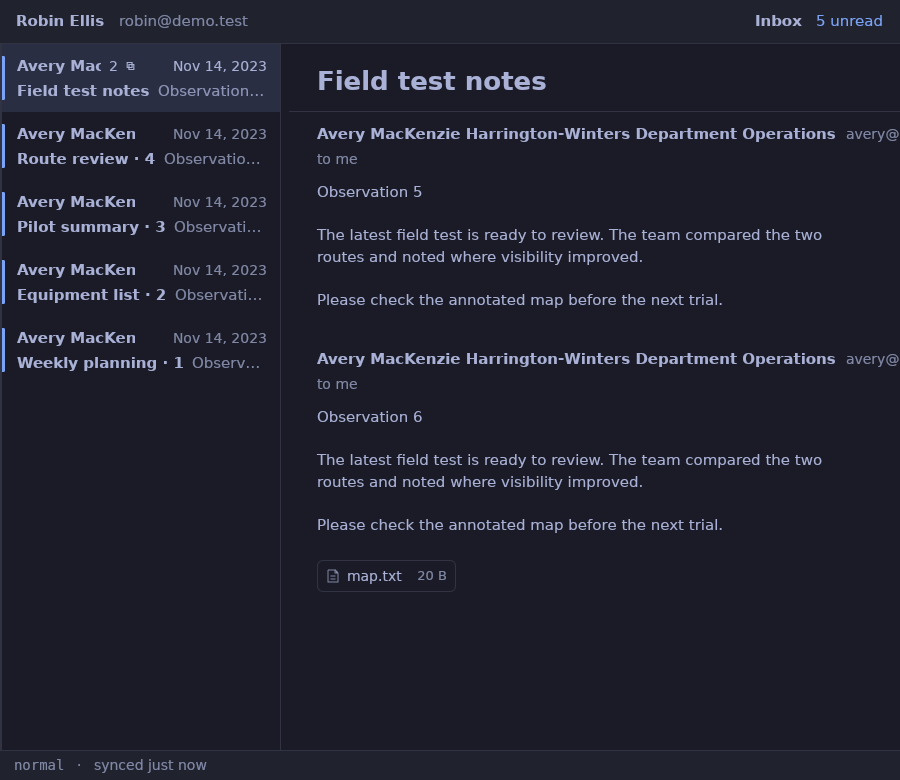 Robin Ellis robin@demo.test Inbox 5 unread
Avery Mac 2 Nov 14, 2023
Field test notes Observation…
Avery MacKen Nov 14, 2023
Route review · 4 Observatio…
Avery MacKen Nov 14, 2023
Pilot summary · 3 Observati…
Avery MacKen Nov 14, 2023
Equipment list · 2 Observati…
Avery MacKen Nov 14, 2023
Weekly planning · 1 Observ…
Field test notes
Avery MacKenzie Harrington-Winters Department Operations avery@
to me
Observation 5
The latest field test is ready to review. The team compared the two
routes and noted where visibility improved.
Please check the annotated map before the next trial.
Avery MacKenzie Harrington-Winters Department Operations avery@
to me
Observation 6
The latest field test is ready to review. The team compared the two
routes and noted where visibility improved.
Please check the annotated map before the next trial.
map.txt 20 B
normal · synced just now